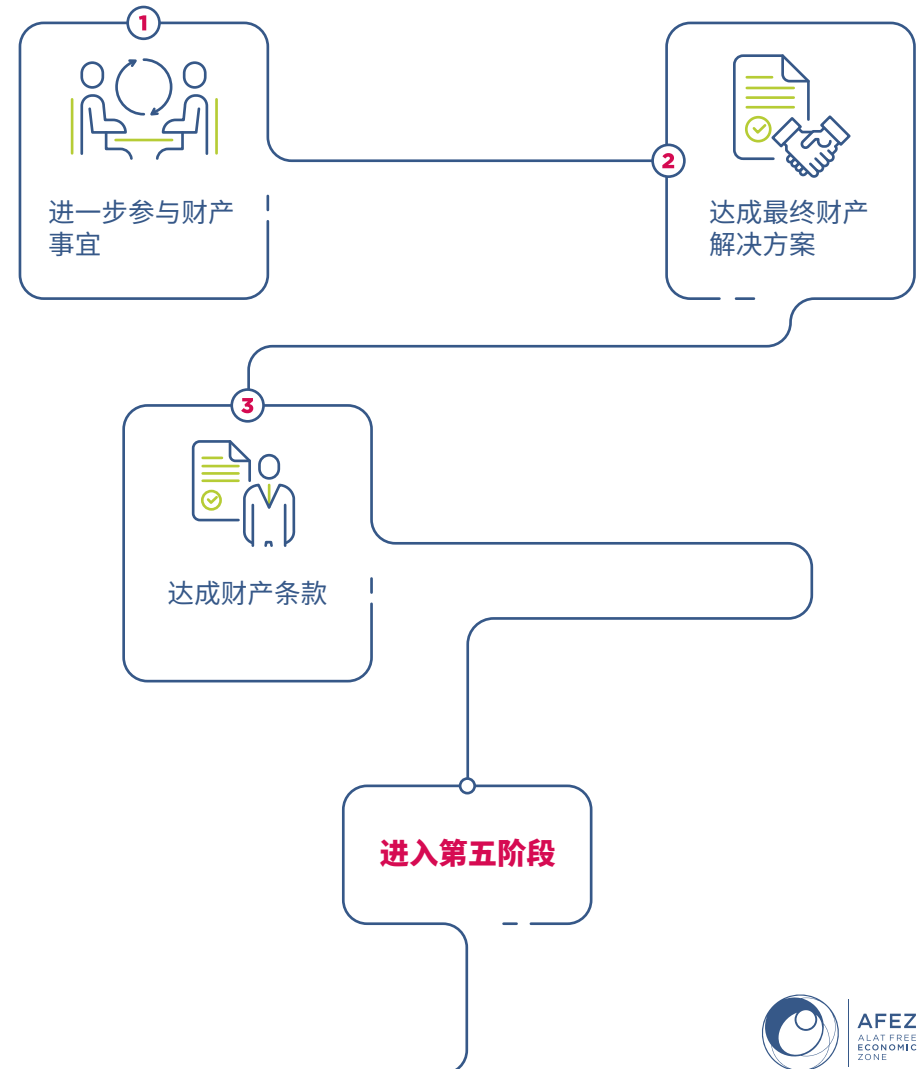 1
进一步参与财产
事宜
2
达成最终财产
解决方案
3
达成财产条款
进入第五阶段
AFEZ
ALAT FREE
ECONOMIC
ZONE